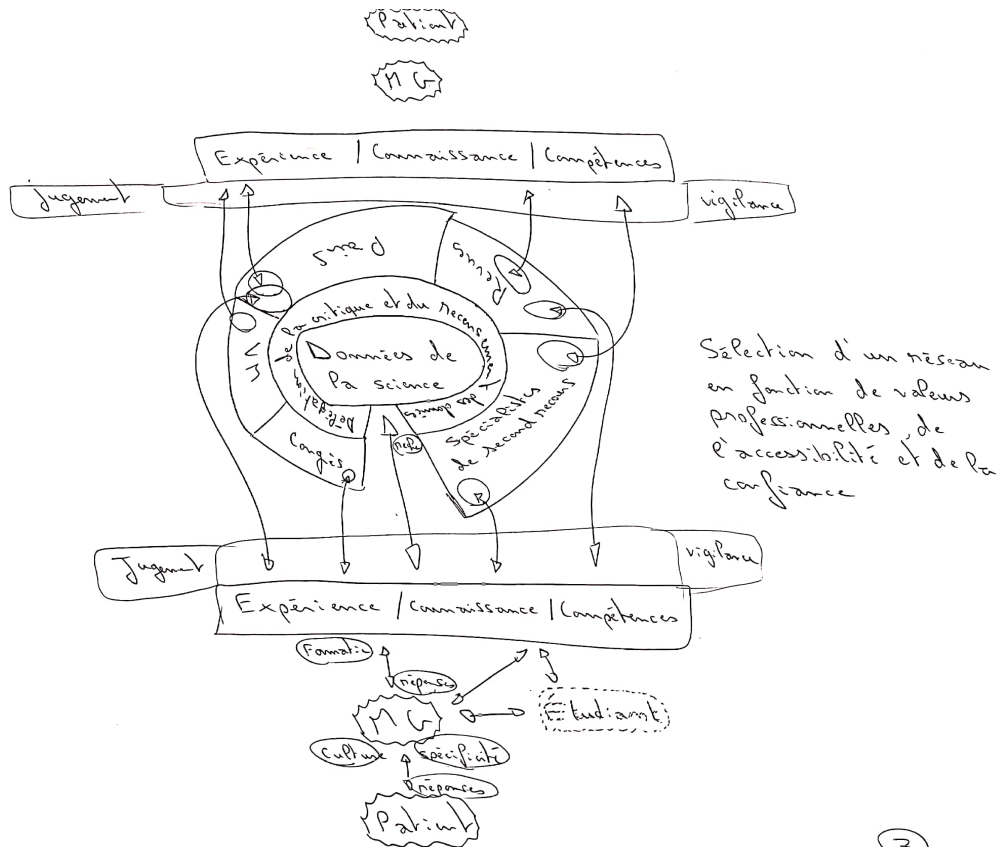 Patient
MG
Expérience / Connaissance / Compétences
jugement
vigilance
Pairs
Revues
VM
Délégation de la critique et du recensement des données
Données de
la science
Congrès
Spécialistes
de second recours
Sélection d'un réseau
en fonction de valeurs
professionnelles, de
l'accessibilité et de la
confiance
Jugement
vigilance
Expérience / Connaissance / Compétences
réponses
MG
Étudiant
culture
spécificité
réponses
Patient
3